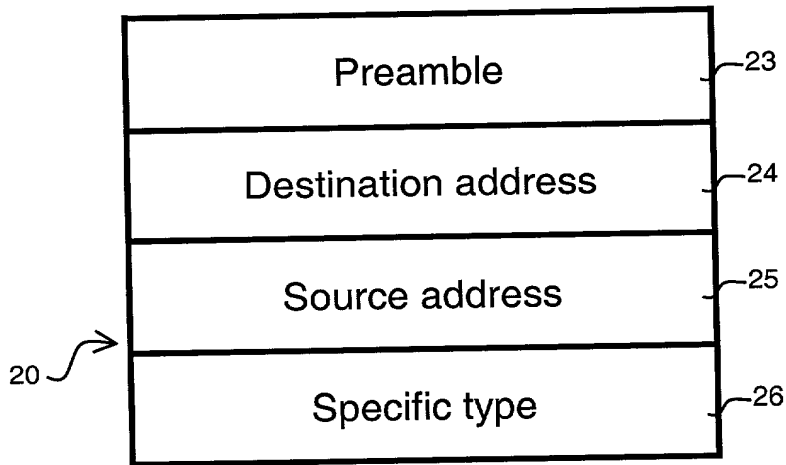 Preamble 23
Destination address 24
Source address 25
20
Specific type 26